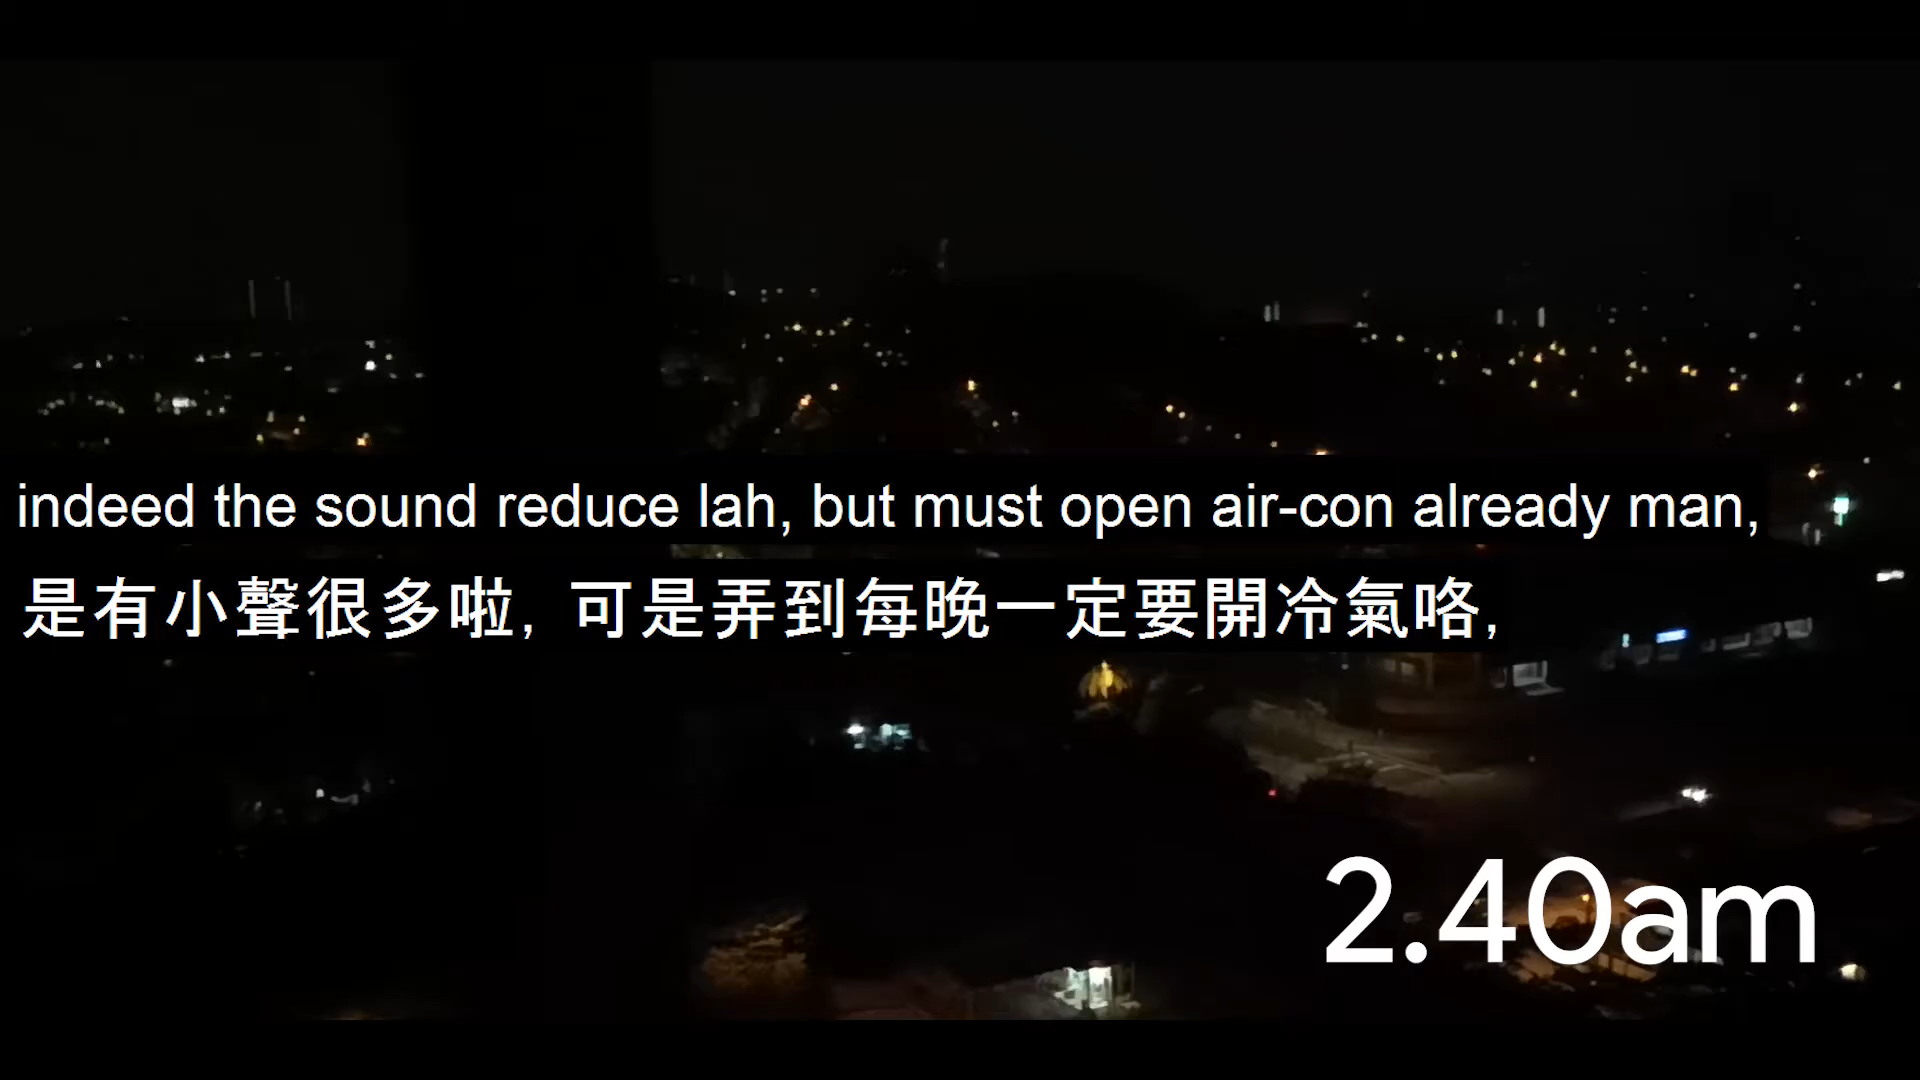 indeed the sound reduce lah, but must open air-con already man,
是有小聲很多啦, 可是弄到每晚一定要開冷氣咯,
2.40am